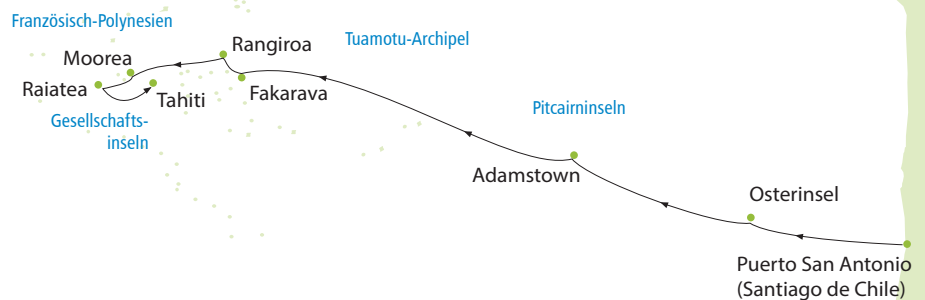 Französisch-Polynesien
Tuamotu-Archipel
Rangiroa
Moorea
Raiatea
Tahiti
Fakarava
Gesellschafts-
inseln
Pitcairninseln
Adamstown
Osterinsel
Puerto San Antonio
(Santiago de Chile)